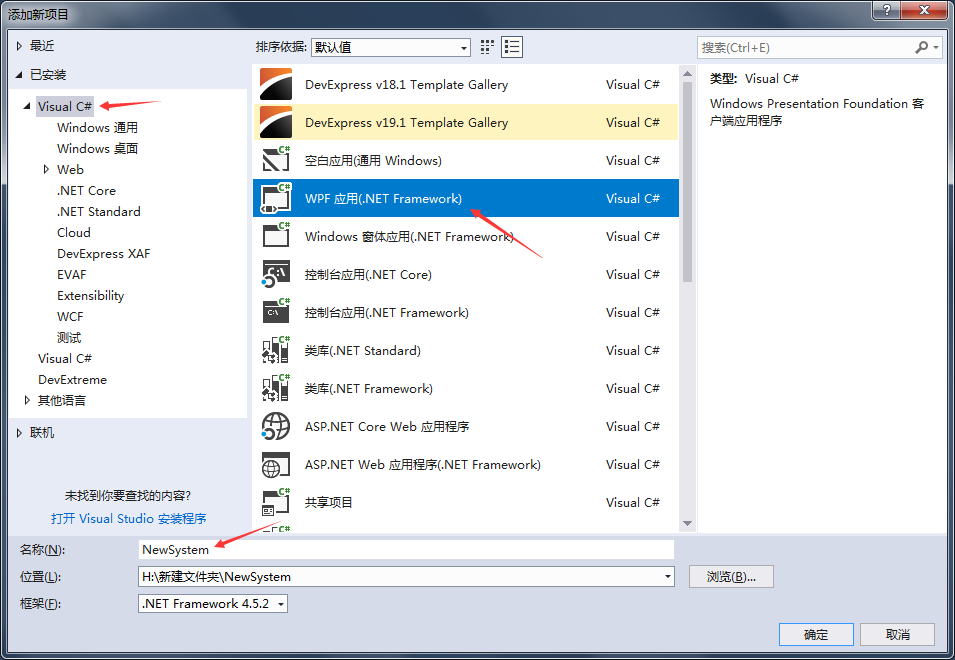 添加新项目
?
最近
已安装
Visual C#
Windows 通用
Windows 桌面
Web
.NET Core
.NET Standard
Cloud
DevExpress XAF
EVAF
Extensibility
WCF
测试
Visual C#
DevExtreme
其他语言
联机
未找到你要查找的内容?
打开 Visual Studio 安装程序
排序依据: 默认值
DevExpress v18.1 Template Gallery Visual C#
DevExpress v19.1 Template Gallery Visual C#
空白应用(通用 Windows) Visual C#
WPF 应用(.NET Framework) Visual C#
Windows 窗体应用(.NET Framework) Visual C#
控制台应用(.NET Core) Visual C#
控制台应用(.NET Framework) Visual C#
类库(.NET Standard) Visual C#
类库(.NET Framework) Visual C#
ASP.NET Core Web 应用程序 Visual C#
ASP.NET Web 应用程序(.NET Framework) Visual C#
共享项目 Visual C#
搜索(Ctrl+E)
类型: Visual C#
Windows Presentation Foundation 客
户端应用程序
名称(N): NewSystem
位置(L): H:\新建文件夹\NewSystem 浏览(B)...
框架(F): .NET Framework 4.5.2
确定 取消